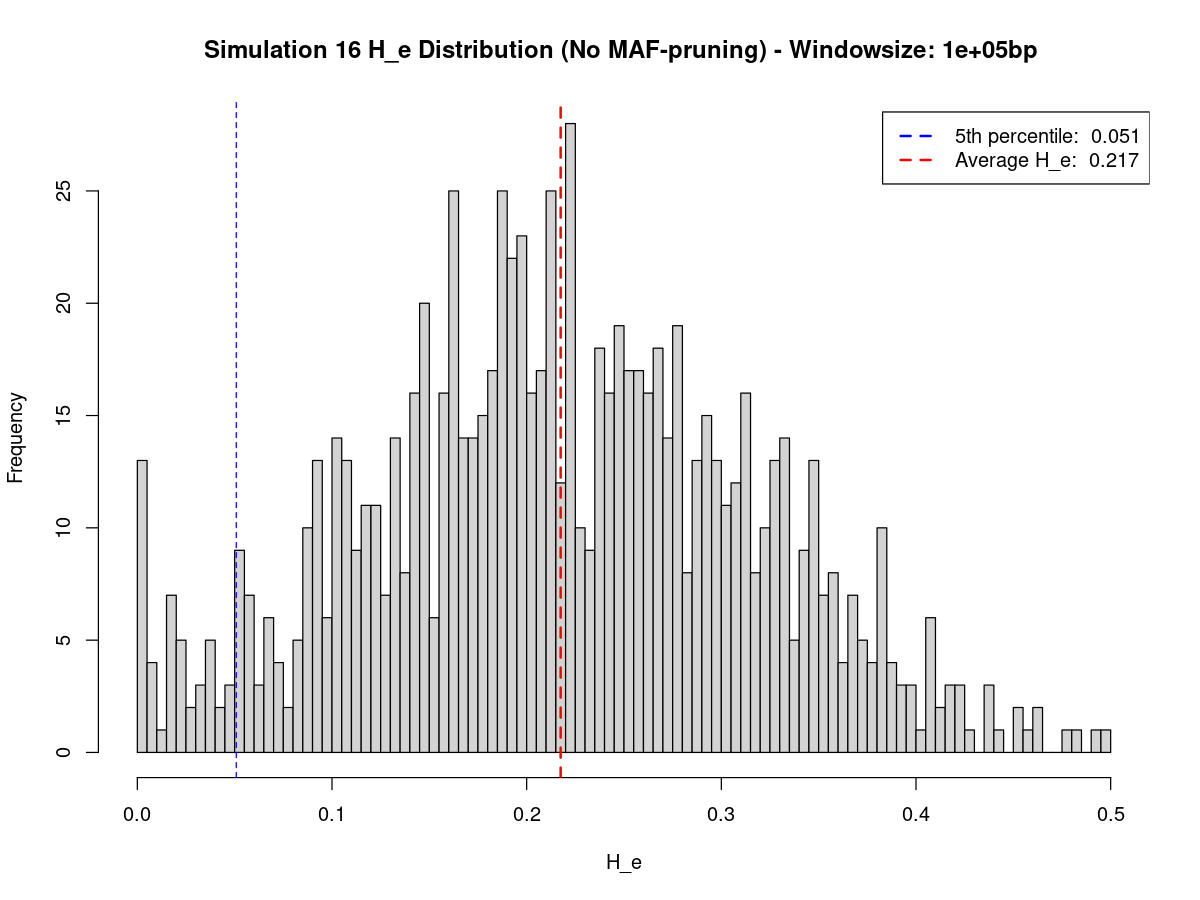 Simulation 16 H_e Distribution (No MAF-pruning) - Windowsize: 1e+05bp
5th percentile: 0.051
Average H_e: 0.217
Frequency
25
20
15
10
5
0
0.0 0.1 0.2 0.3 0.4 0.5
H_e